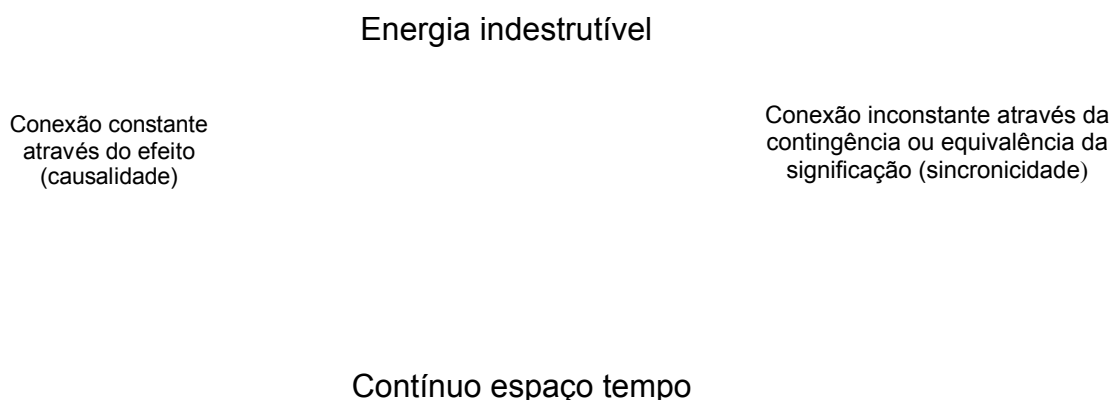 Energia indestrutível
Conexão constante
através do efeito
(causalidade)
Conexão inconstante através da
contingência ou equivalência da
significação (sincronicidade)
Contínuo espaço tempo